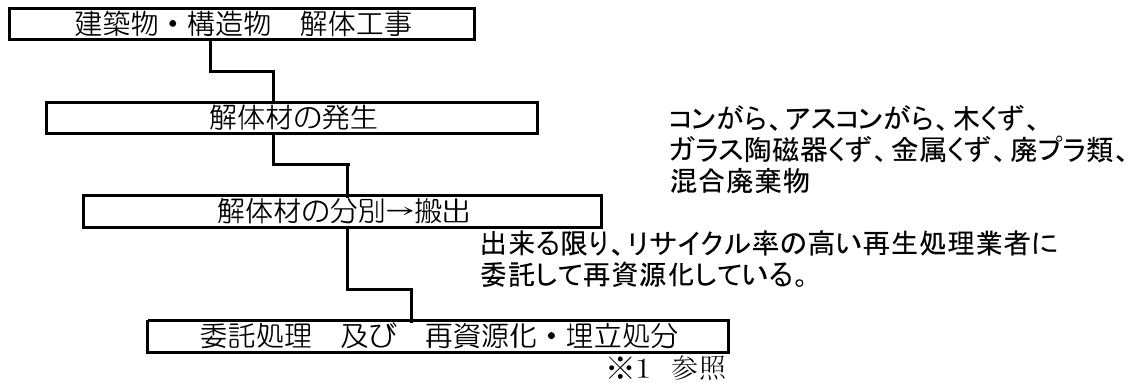 建築物・構造物　解体工事
解体材の発生
コンがら、アスコンがら、木くず、
ガラス陶磁器くず、金属くず、廃プラ類、
混合廃棄物
解体材の分別→搬出
出来る限り、リサイクル率の高い再生処理業者に
委託して再資源化している。
委託処理　及び　再資源化・埋立処分
※1　参照